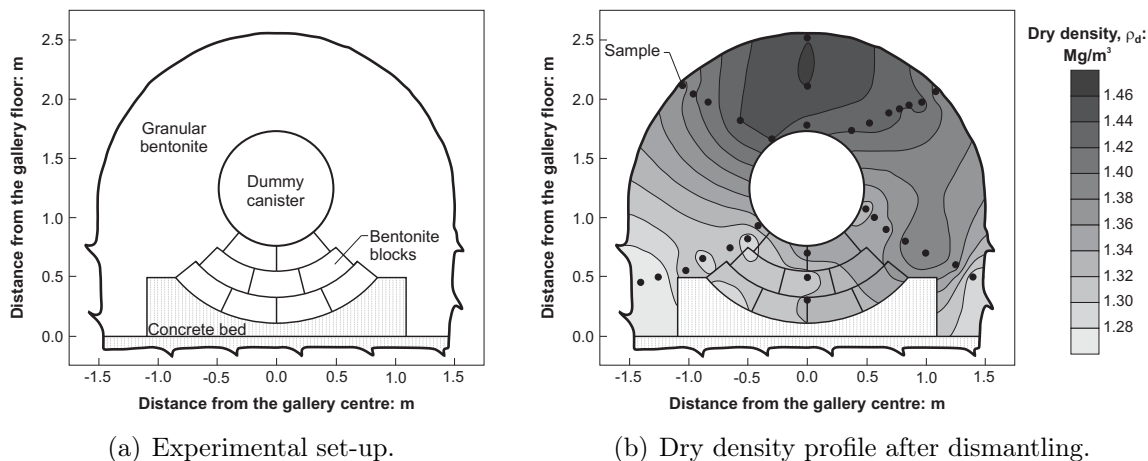 Distance from the gallery floor: m
2.5
2.0
1.5
1.0
0.5
0.0
Granular
bentonite
Dummy
canister
Bentonite
blocks
Concrete bed
-1.5 -1.0 -0.5 0.0 0.5 1.0 1.5
Distance from the gallery centre: m
(a) Experimental set-up.
Distance from the gallery floor: m
2.5
2.0
1.5
1.0
0.5
0.0
Sample
-1.5 -1.0 -0.5 0.0 0.5 1.0 1.5
Distance from the gallery centre: m
Dry density, ρd:
Mg/m³
1.46
1.44
1.42
1.40
1.38
1.36
1.34
1.32
1.30
1.28
(b) Dry density profile after dismantling.